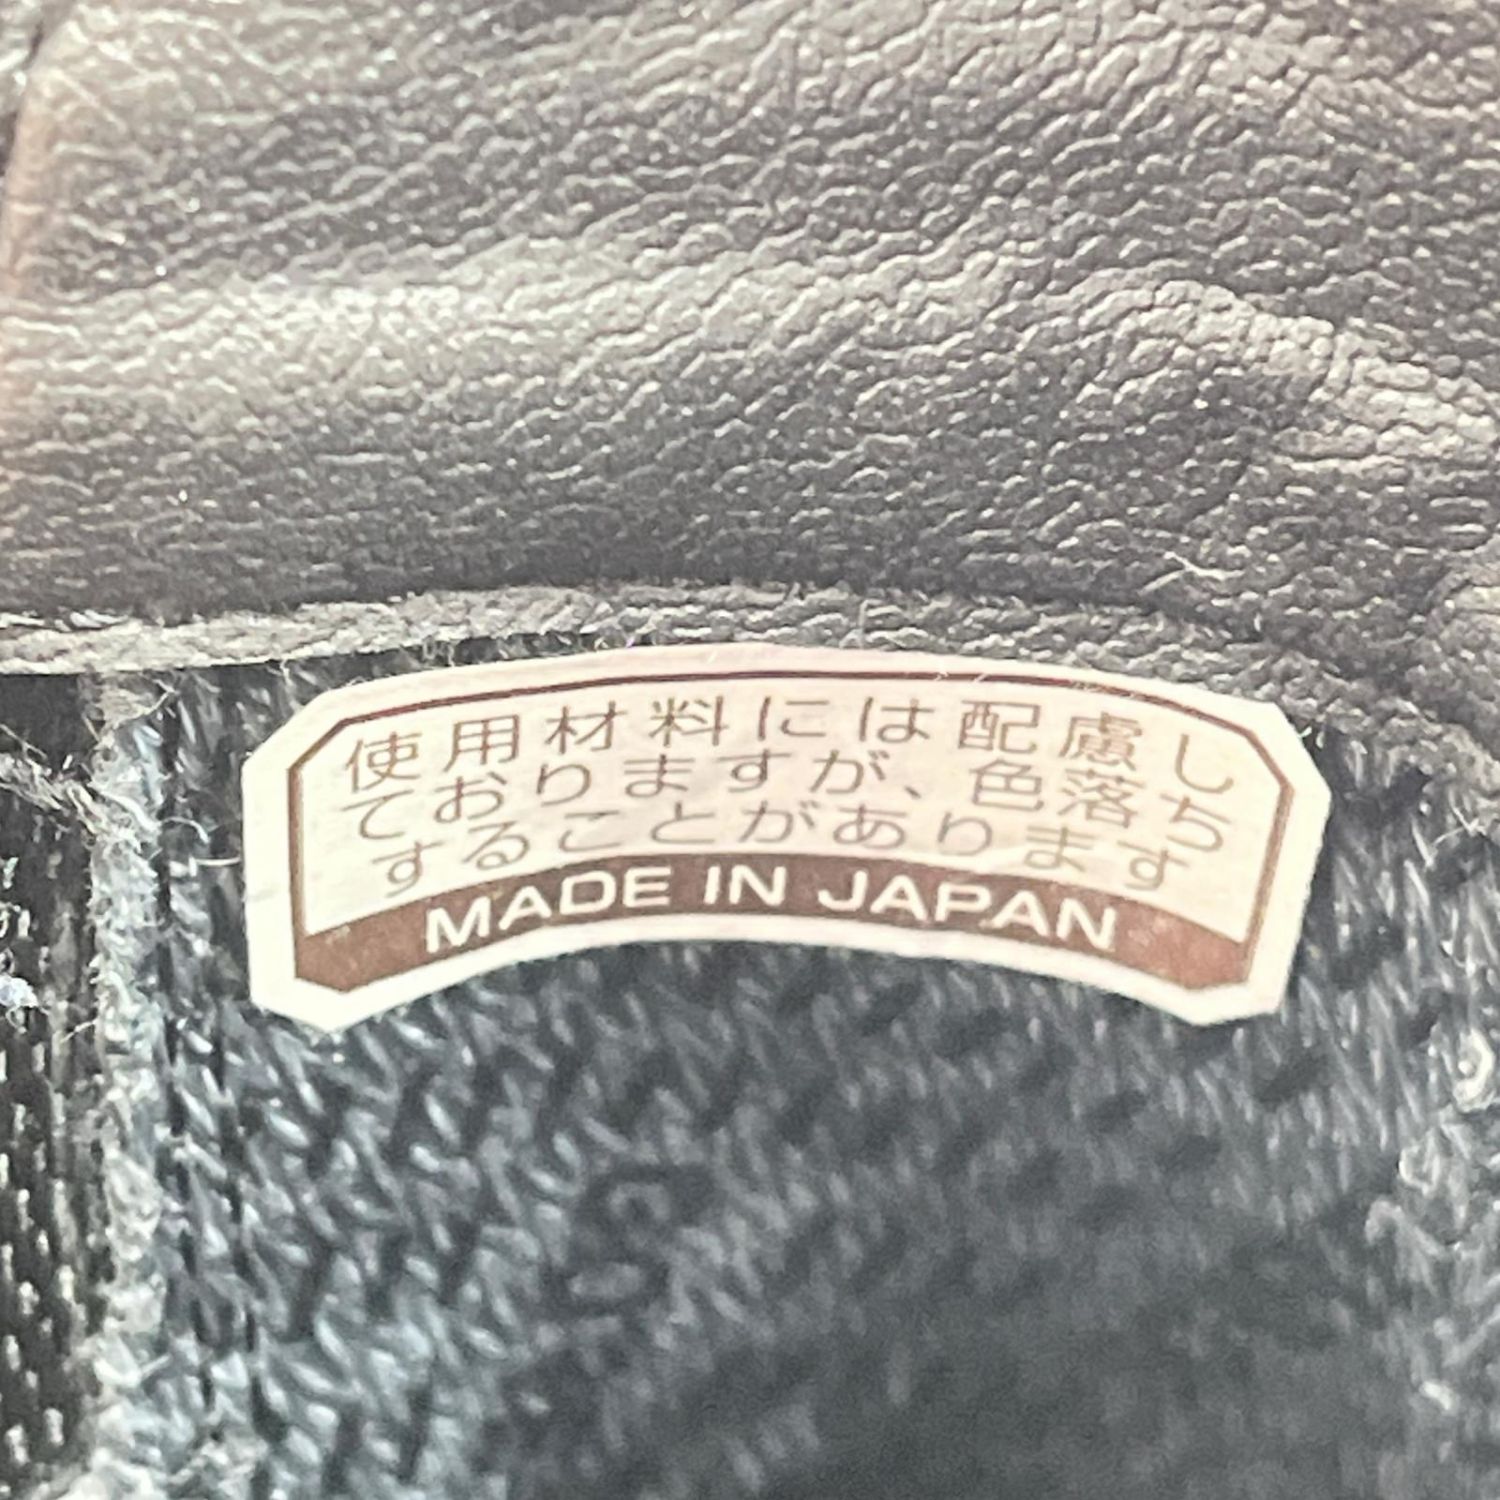 使用材料には配慮し
ておりますが、色落ち
することがあります
MADE IN JAPAN